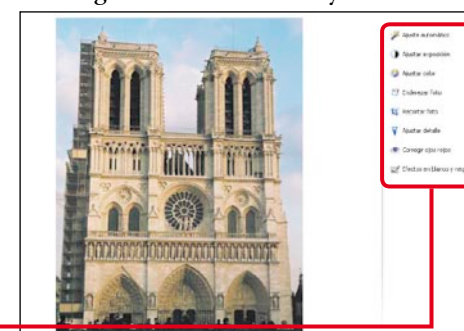 Ajuste automático
Ajustar exposición
Ajustar color
Enderezar foto
Recortar foto
Ajustar detalle
Corregir ojos rojos
Efectos en blanco y